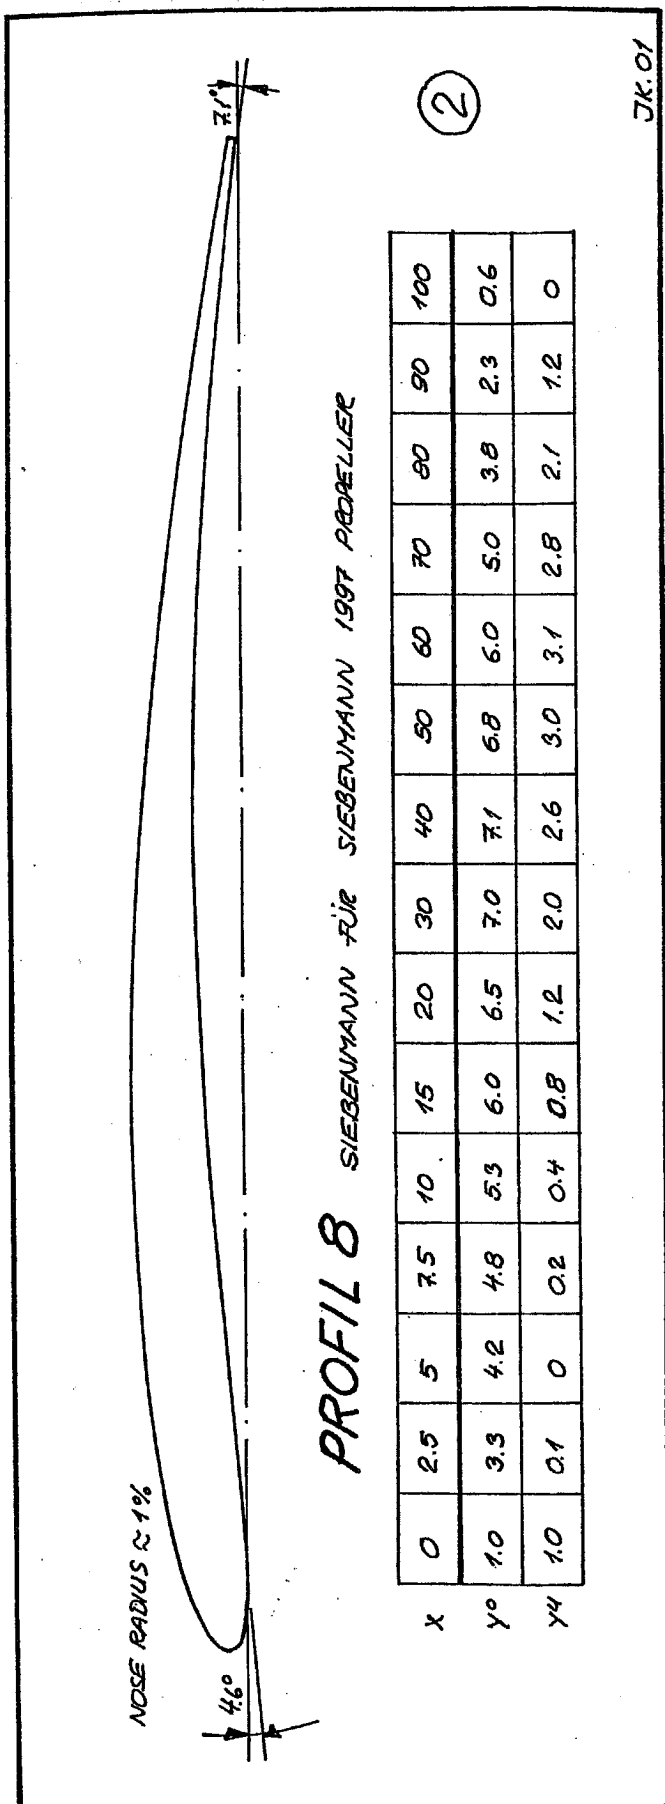 NOSE RADIUS ≈ 1%
4.6°
7.1°
PROFIL 8 SIEBENMANN FÜR SIEBENMANN 1997 PROPELLER
2
X 0 2.5 5 7.5 10 15 20 30 40 50 60 70 80 90 100
Yo 1.0 3.3 4.2 4.8 5.3 6.0 6.5 7.0 7.1 6.8 6.0 5.0 3.8 2.3 0.6
Yu 1.0 0.1 0 0.2 0.4 0.8 1.2 2.0 2.6 3.0 3.1 2.8 2.1 1.2 0
JK.01